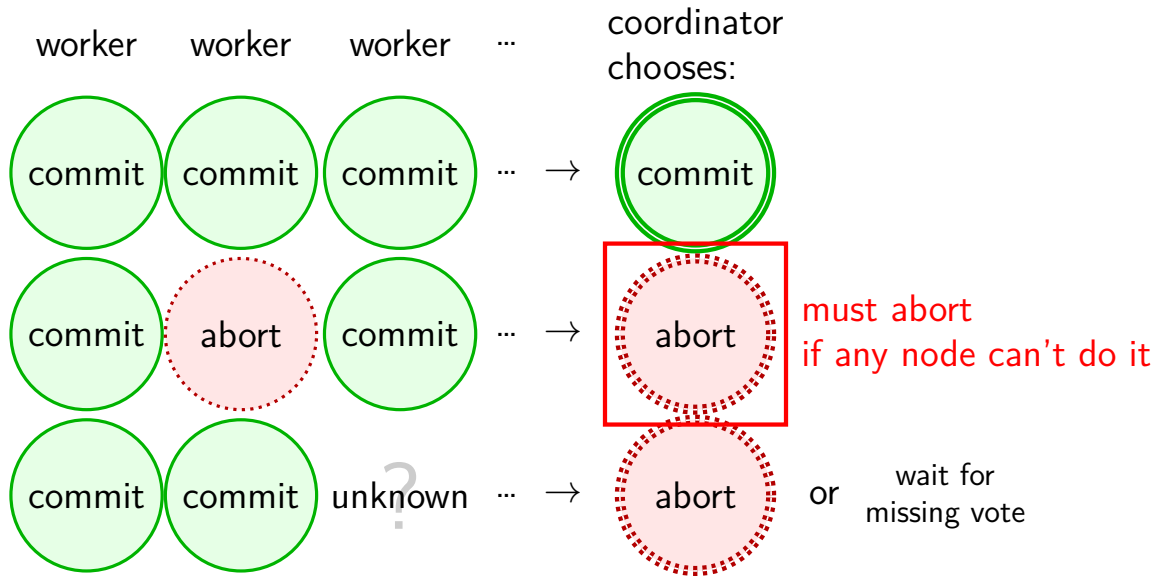 worker worker worker ... coordinator
chooses:
commit commit commit ... → commit
commit abort commit ... → abort must abort
if any node can't do it
commit commit ? unknown ... → abort or wait for
missing vote